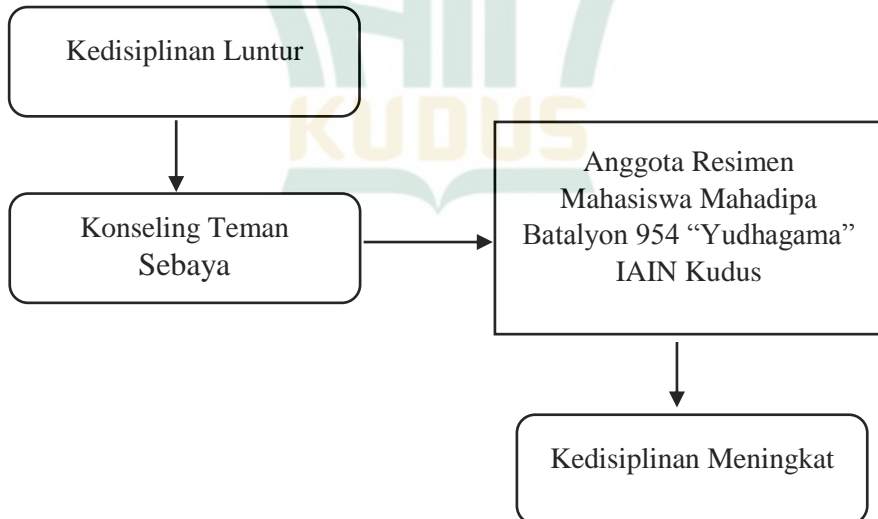 Kedisiplinan Luntur
KUDUS
Konseling Teman
Sebaya
Anggota Resimen
Mahasiswa Mahadipa
Batalyon 954 “Yudhagama”
IAIN Kudus
Kedisiplinan Meningkat